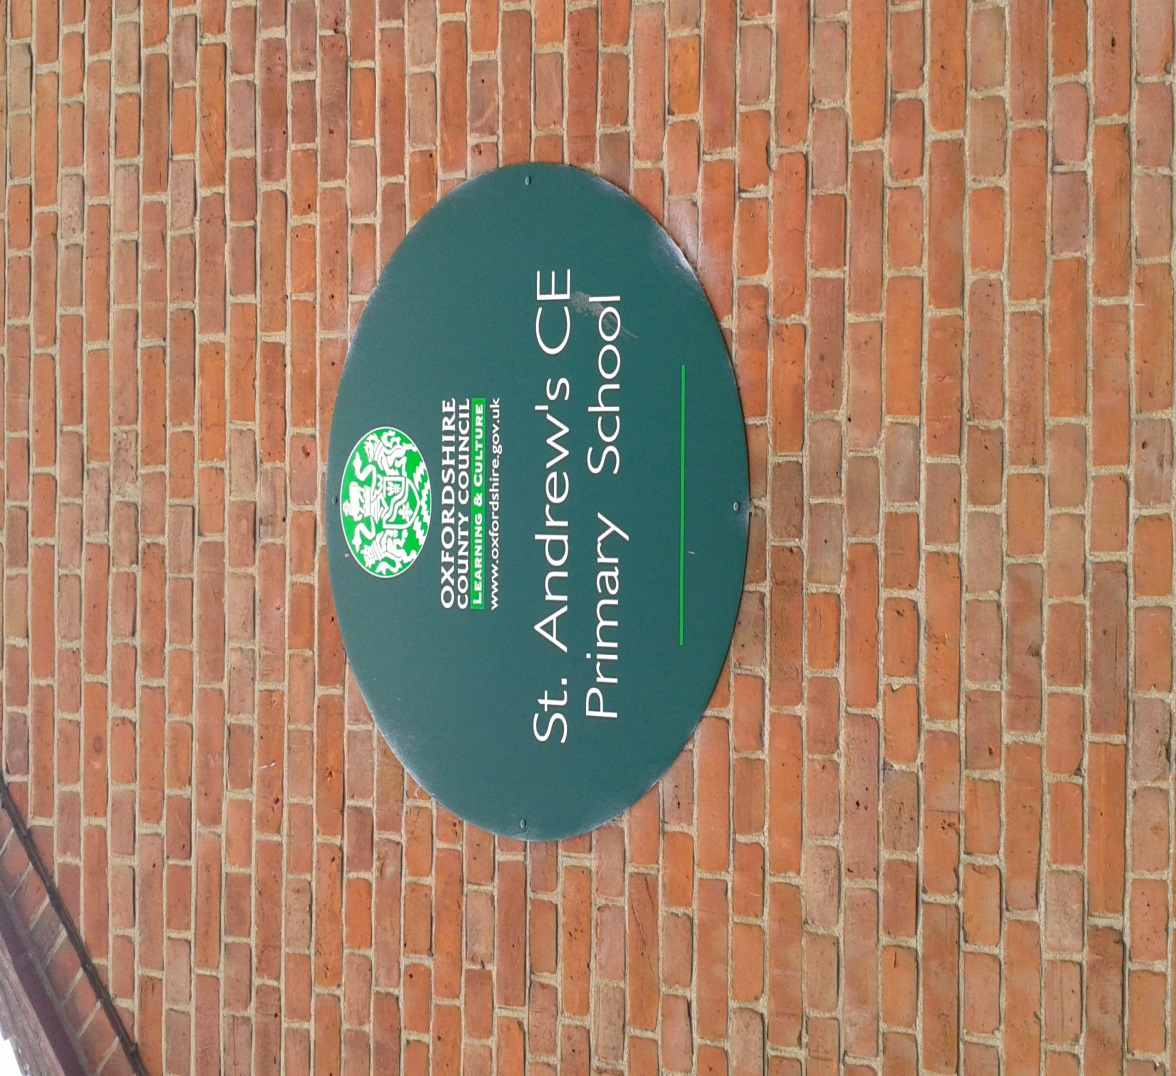 OXFORDSHIRE
COUNTY COUNCIL
LEARNING & CULTURE
www.oxfordshire.gov.uk
St. Andrew's CE
Primary School